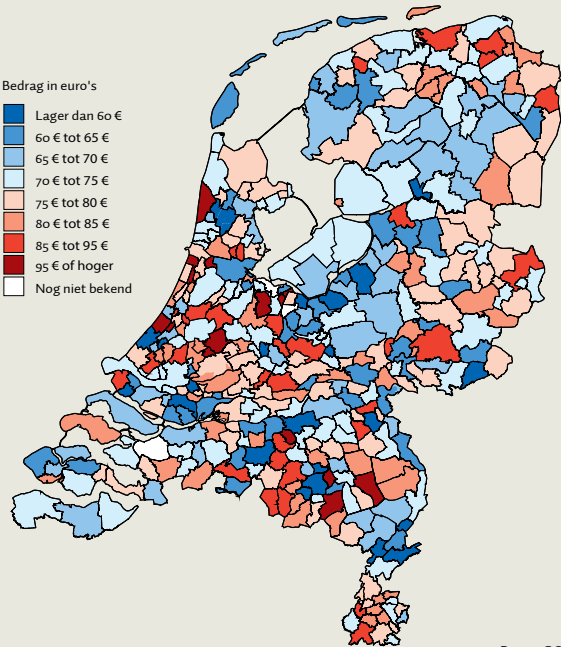 Bedrag in euro's
Lager dan 60 €
60 € tot 65 €
65 € tot 70 €
70 € tot 75 €
75 € tot 80 €
80 € tot 85 €
85 € tot 95 €
95 € of hoger
Nog niet bekend